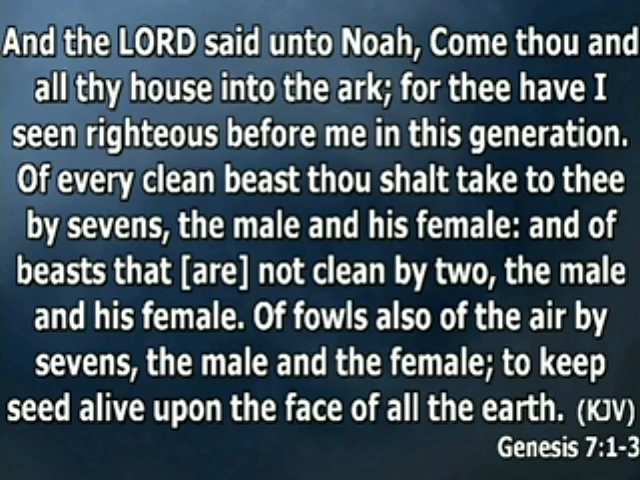 And the LORD said unto Noah, Come thou and
all thy house into the ark; for thee have I
seen righteous before me in this generation.
Of every clean beast thou shalt take to thee
by sevens, the male and his female: and of
beasts that [are] not clean by two, the male
and his female. Of fowls also of the air by
sevens, the male and the female; to keep
seed alive upon the face of all the earth. (KJV)
Genesis 7:1-3